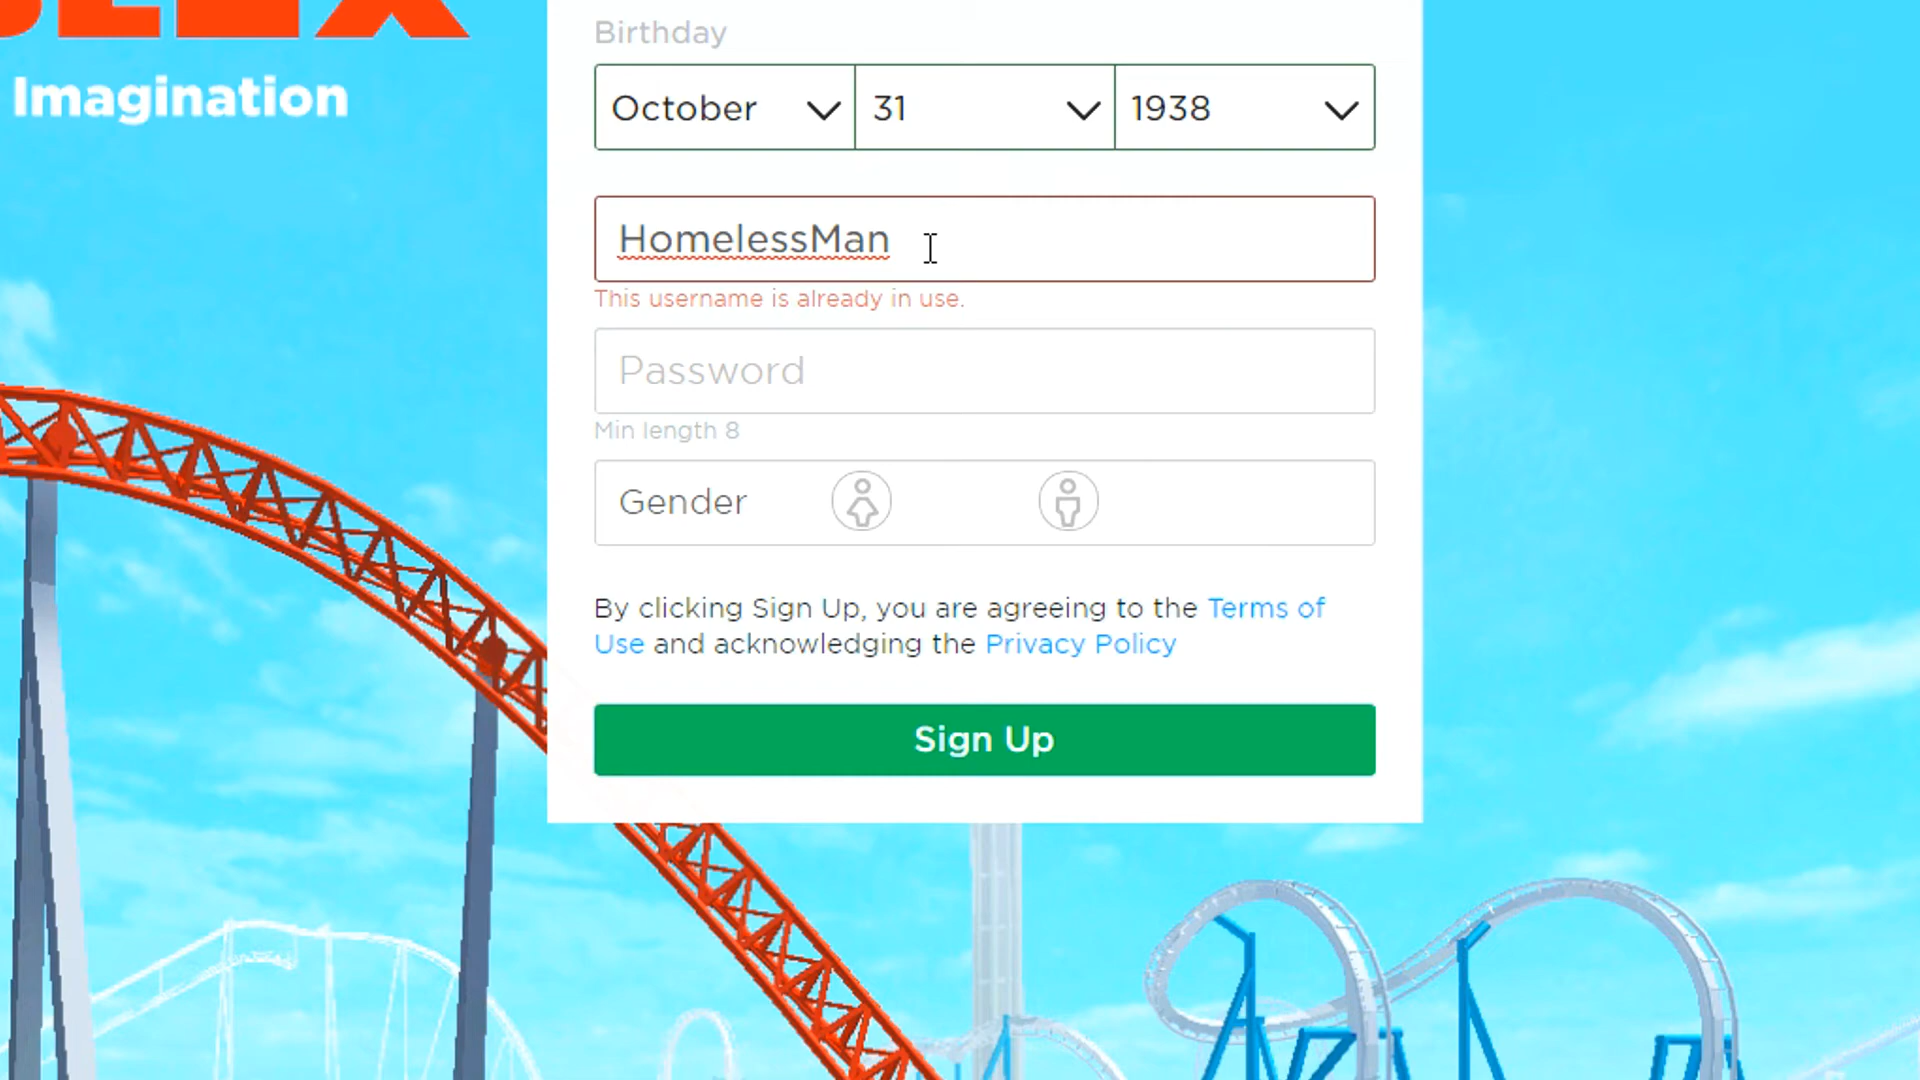 Imagination
Birthday
October 31 1938
HomelessMan
This username is already in use.
Password
Min length 8
Gender
By clicking Sign Up, you are agreeing to the Terms of
Use and acknowledging the Privacy Policy
Sign Up